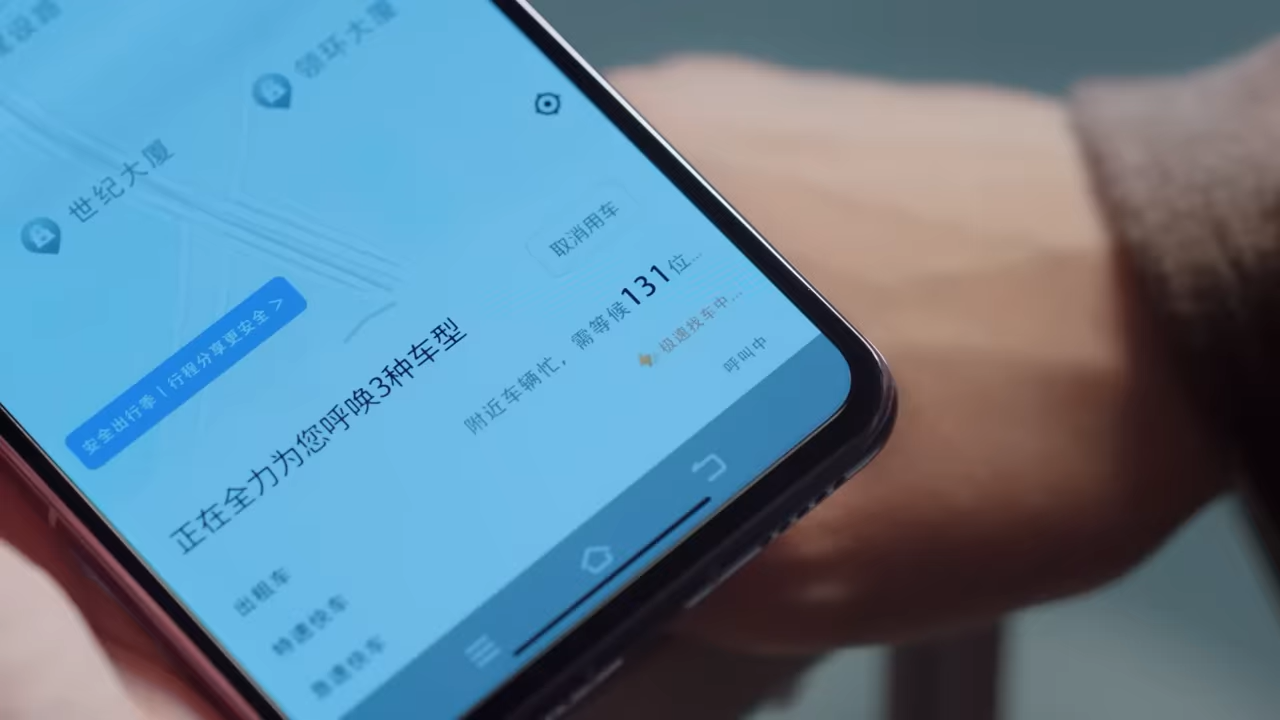 领环大厦
世纪大厦
安全出行季 | 行程分享更安全 >
取消用车
正在全力为您呼唤3种车型
附近车辆忙，需等候131位...
极速找车中...
呼叫中
出租车
特速快车